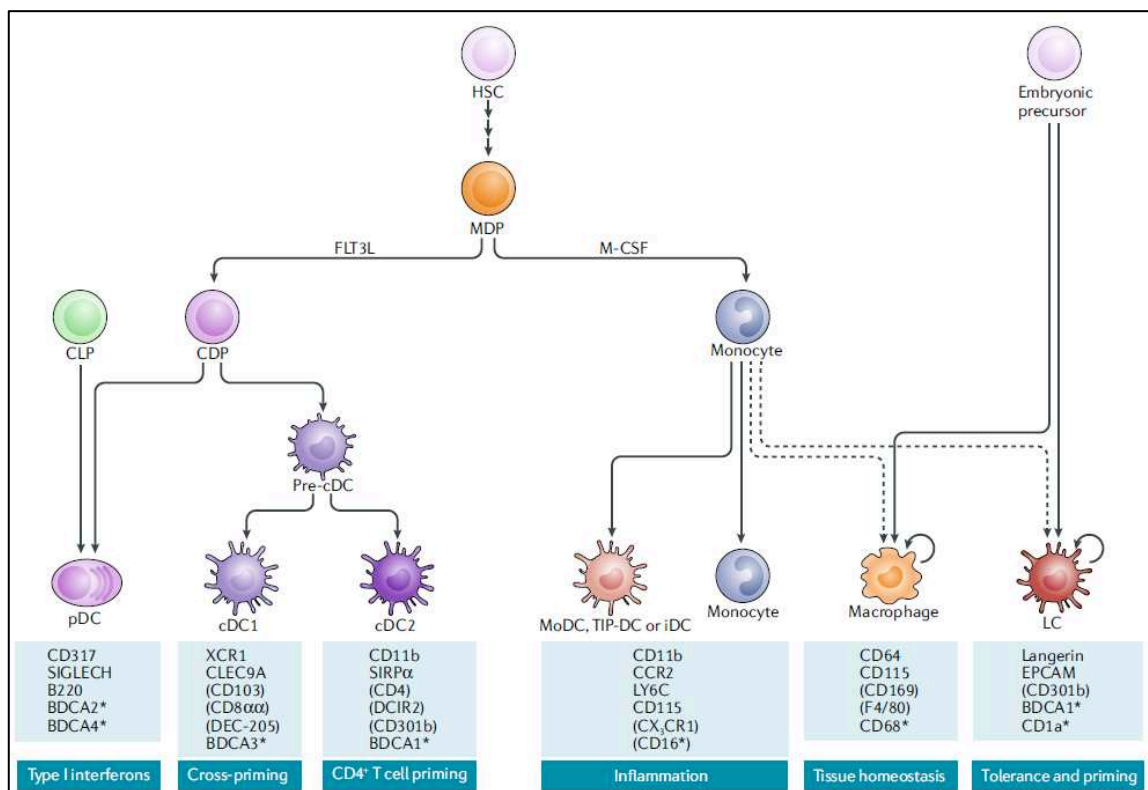 HSC
Embryonic
precursor
MDP
FLT3L
M-CSF
CLP
CDP
Monocyte
Pre-cDC
pDC
cDC1
cDC2
MoDC, TIP-DC or iDC
Monocyte
Macrophage
LC
CD317
SIGLECH
B220
BDCA2*
BDCA4*
XCR1
CLEC9A
(CD103)
(CD8αα)
(DEC-205)
BDCA3*
CD11b
SIRPα
(CD4)
(DCIR2)
(CD301b)
BDCA1*
CD11b
CCR2
LY6C
CD115
(CX₃CR1)
(CD16*)
CD64
CD115
(CD169)
(F4/80)
CD68*
Langerin
EPCAM
(CD301b)
BDCA1*
CD1a*
Type I interferons
Cross-priming
CD4⁺ T cell priming
Inflammation
Tissue homeostasis
Tolerance and priming